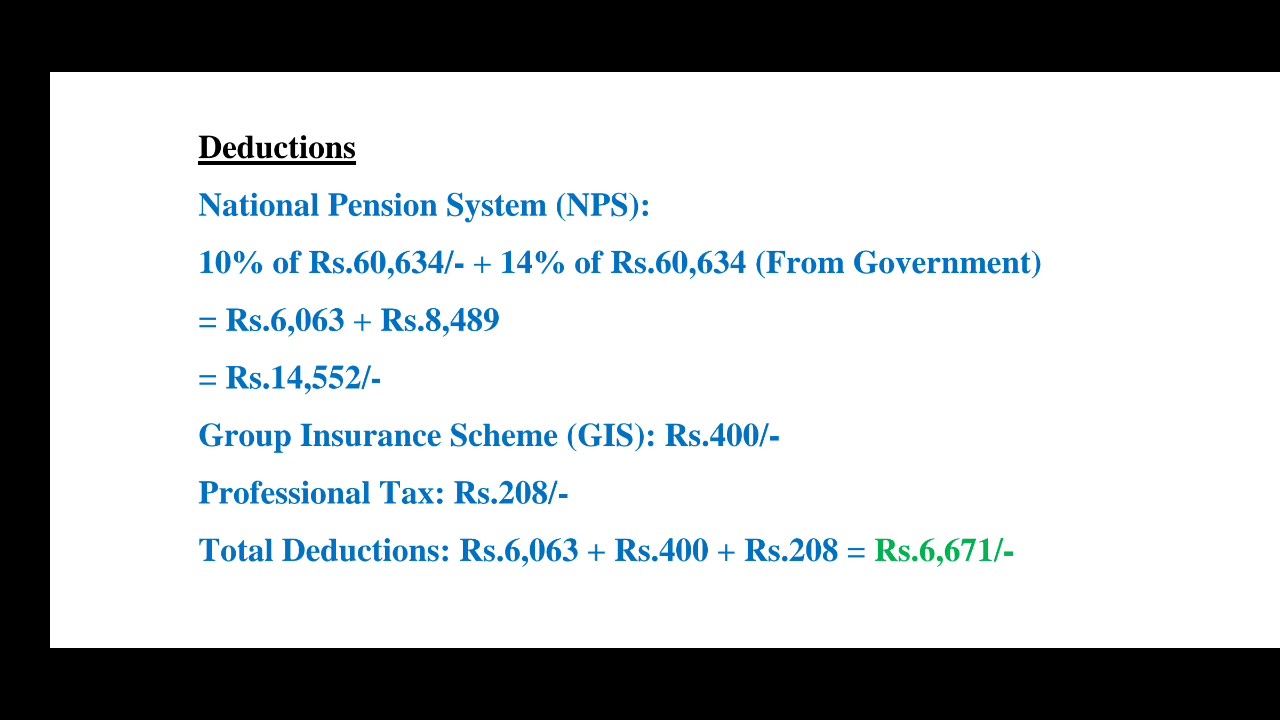 Deductions
National Pension System (NPS):
10% of Rs.60,634/- + 14% of Rs.60,634 (From Government)
= Rs.6,063 + Rs.8,489
= Rs.14,552/-
Group Insurance Scheme (GIS): Rs.400/-
Professional Tax: Rs.208/-
Total Deductions: Rs.6,063 + Rs.400 + Rs.208 = Rs.6,671/-